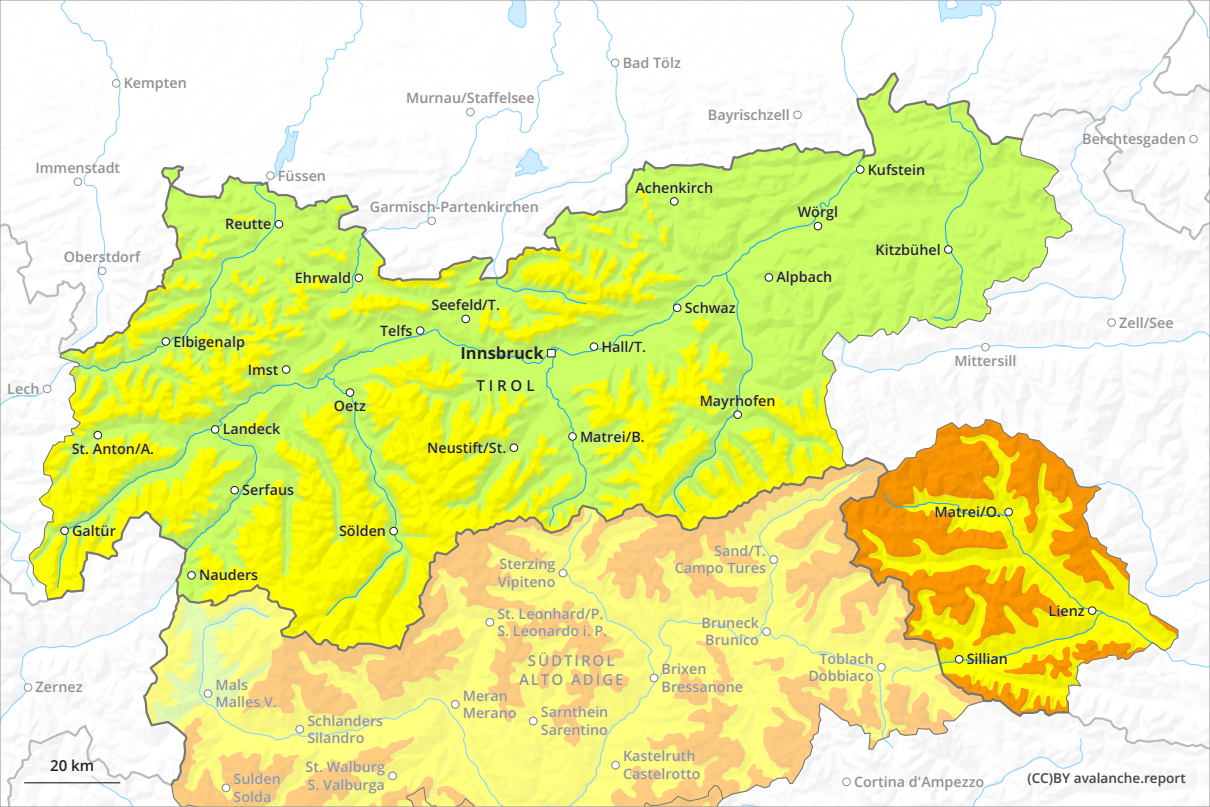 Kempten
Bad Tölz
Murnau/Staffelsee
Bayrischzell
Berchtesgaden
Immenstadt
Füssen
Kufstein
Achenkirch
Garmisch-Partenkirchen
Wörgl
Reutte
Kitzbühel
Oberstdorf
Ehrwald
Alpbach
Seefeld/T.
Schwaz
Zell/See
Telfs
Elbigenalp
Innsbruck
Hall/T.
Mittersill
Imst
TIROL
Lech
Oetz
Mayrhofen
Landeck
Matrei/B.
St. Anton/A.
Neustift/St.
Serfaus
Matrei/O.
Galtür
Sölden
Sand/T.
Campo Tures
Sterzing
Vipiteno
Nauders
St. Leonhard/P.
S. Leonardo i. P.
Lienz
Bruneck
Brunico
SÜDTIROL
ALTO ADIGE
Toblach
Dobbiaco
Sillian
Brixen
Bressanone
Zernez
Mals
Malles V.
Meran
Merano
Sarnthein
Sarentino
Schlanders
Silandro
Kastelruth
Castelrotto
St. Walburg
S. Valburga
Sulden
Solda
Cortina d'Ampezzo
20 km
(CC)BY avalanche.report